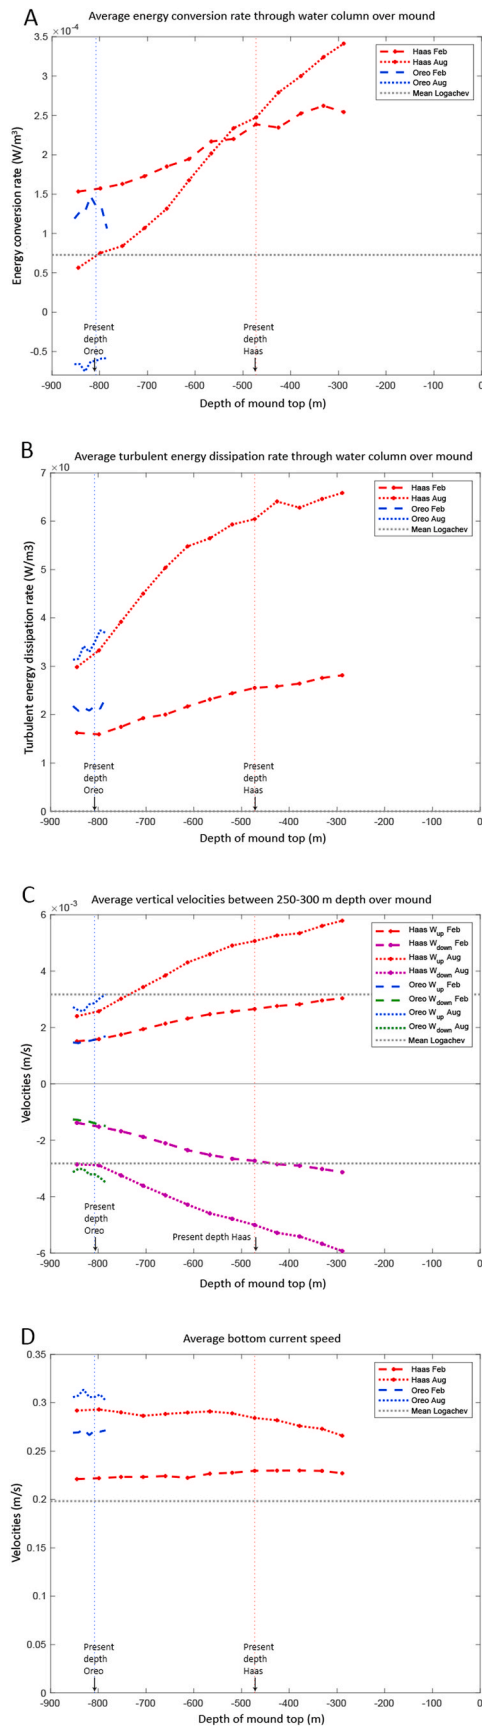 A
Average energy conversion rate through water column over mound
×10⁻⁴
3.5
3
2.5
2
1.5
1
0.5
0
-0.5
Energy conversion rate (W/m³)
Haas Feb
Haas Aug
Oreo Feb
Oreo Aug
Mean Logachev
Present
depth
Oreo
Present
depth
Haas
-900 -800 -700 -600 -500 -400 -300 -200 -100 0
Depth of mound top (m)
B
Average turbulent energy dissipation rate through water column over mound
×10
7
6
5
4
3
2
1
0
Turbulent energy dissipation rate (W/m3)
Haas Feb
Haas Aug
Oreo Feb
Oreo Aug
Mean Logachev
Present
depth
Oreo
Present
depth
Haas
-900 -800 -700 -600 -500 -400 -300 -200 -100 0
Depth of mound top (m)
C
Average vertical velocities between 250-300 m depth over mound
×10⁻³
6
4
2
0
-2
-4
-6
Velocities (m/s)
Haas W_up Feb
Haas W_down Feb
Haas W_up Aug
Haas W_down Aug
Oreo W_up Feb
Oreo W_down Feb
Oreo W_up Aug
Oreo W_down Aug
Mean Logachev
Present
depth
Oreo
Present depth Haas
-900 -800 -700 -600 -500 -400 -300 -200 -100 0
Depth of mound top (m)
D
Average bottom current speed
0.35
0.3
0.25
0.2
0.15
0.1
0.05
0
Velocities (m/s)
Haas Feb
Haas Aug
Oreo Feb
Oreo Aug
Mean Logachev
Present
depth
Oreo
Present
depth
Haas
-900 -800 -700 -600 -500 -400 -300 -200 -100 0
Depth of mound top (m)